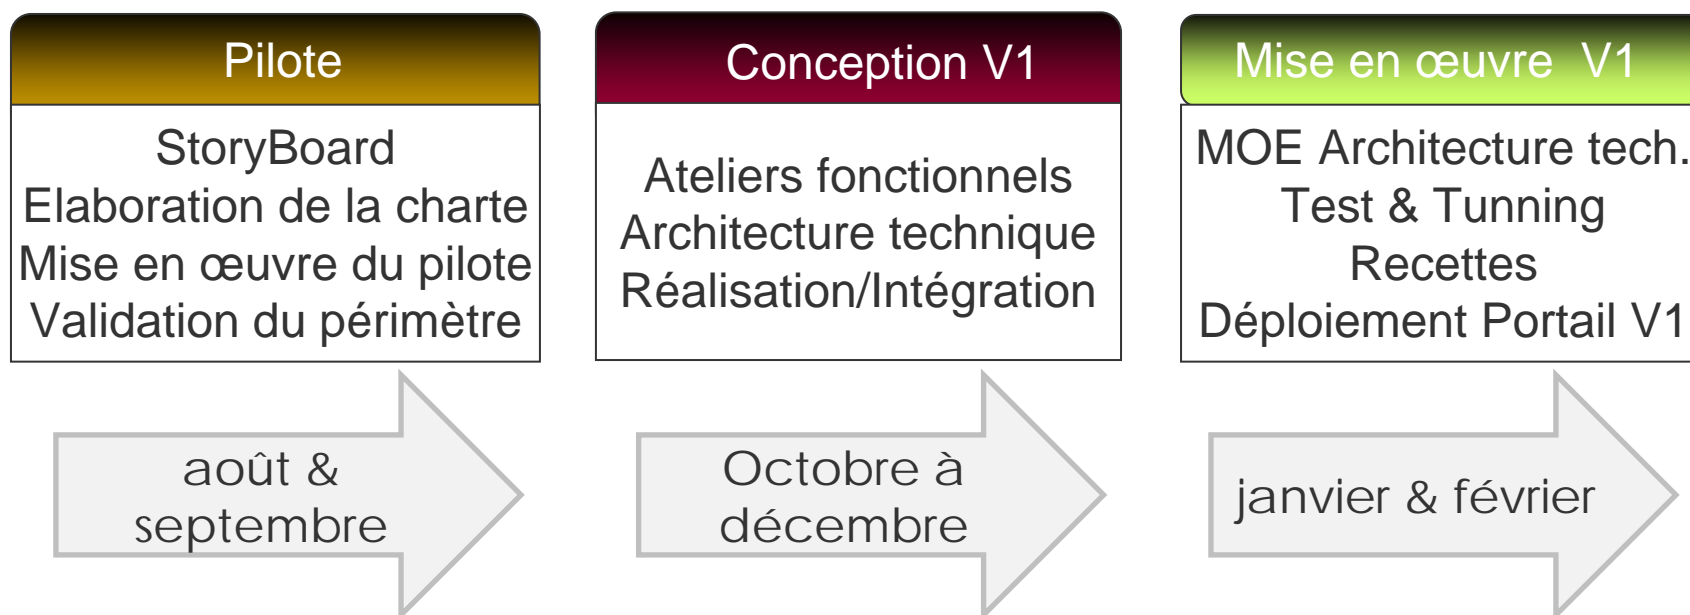 Pilote
StoryBoard
Elaboration de la charte
Mise en œuvre du pilote
Validation du périmètre
août &
septembre
Conception V1
Ateliers fonctionnels
Architecture technique
Réalisation/Intégration
Octobre à
décembre
Mise en œuvre V1
MOE Architecture tech.
Test & Tunning
Recettes
Déploiement Portail V1
janvier & février